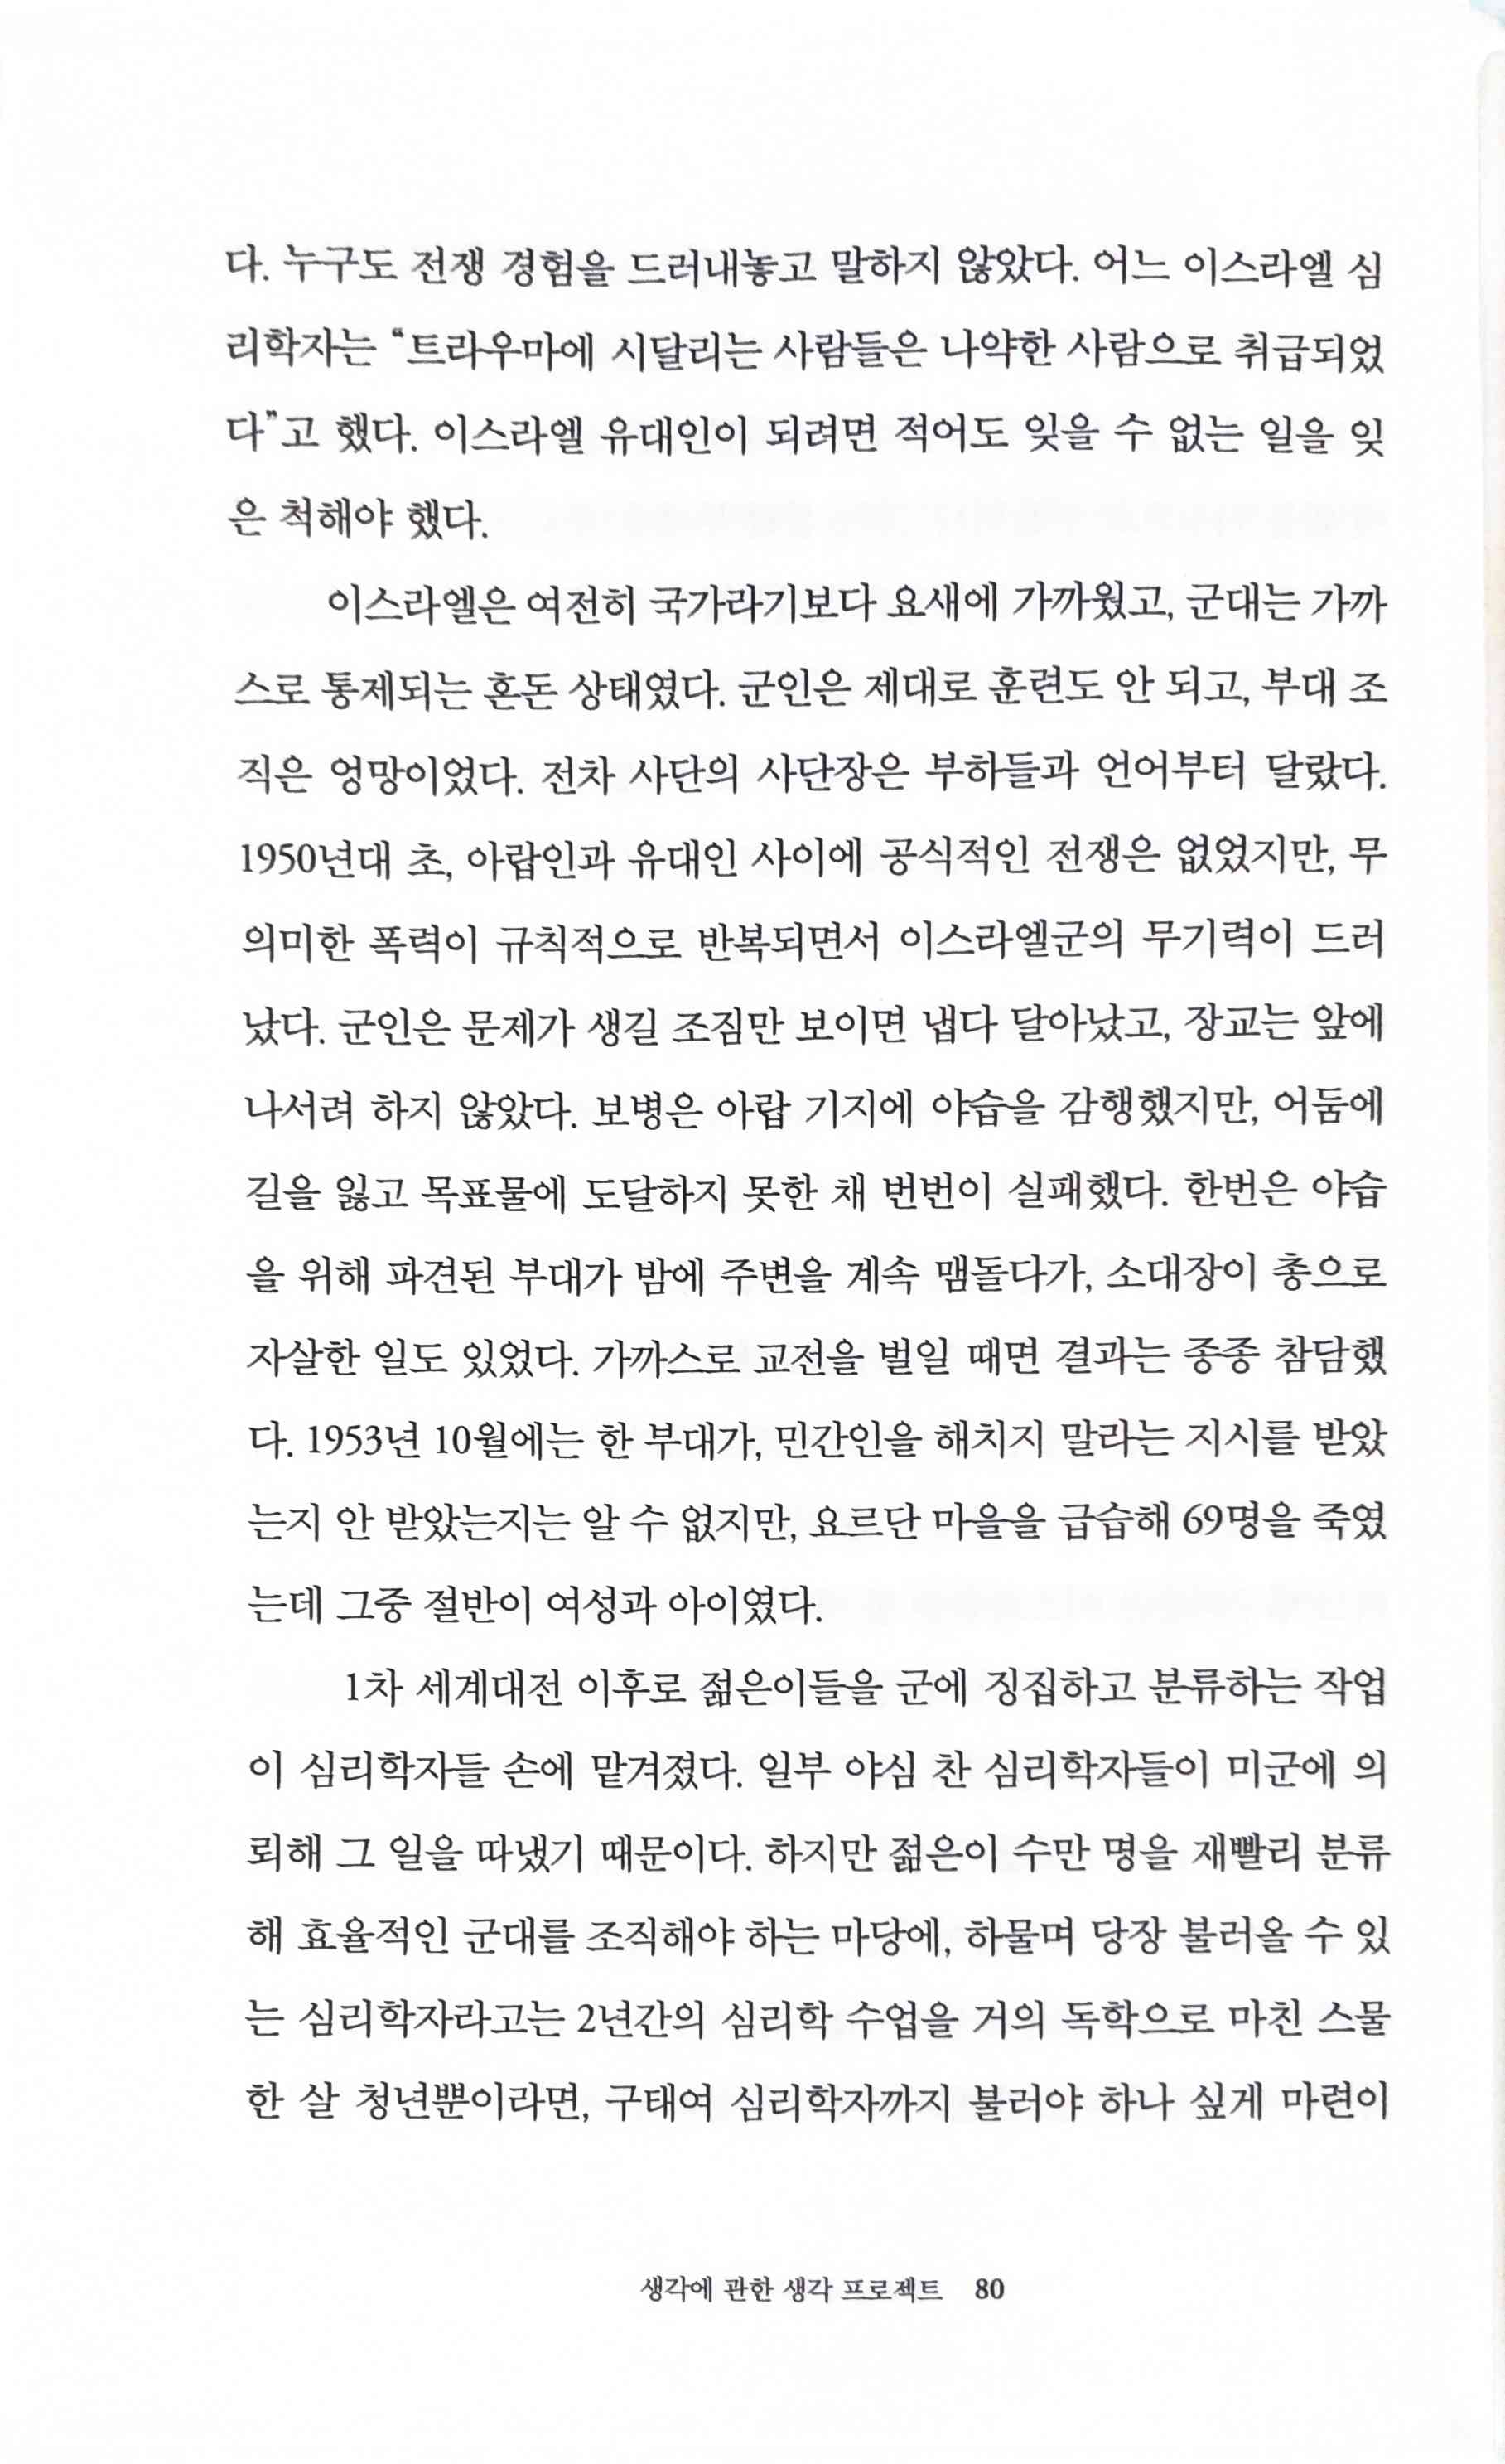 다. 누구도 전쟁 경험을 드러내놓고 말하지 않았다. 어느 이스라엘 심
리학자는 “트라우마에 시달리는 사람들은 나약한 사람으로 취급되었
다”고 했다. 이스라엘 유대인이 되려면 적어도 잊을 수 없는 일을 잊
은 척해야 했다.
이스라엘은 여전히 국가라기보다 요새에 가까웠고, 군대는 가까
스로 통제되는 혼돈 상태였다. 군인은 제대로 훈련도 안 되고, 부대 조
직은 엉망이었다. 전차 사단의 사단장은 부하들과 언어부터 달랐다.
1950년대 초, 아랍인과 유대인 사이에 공식적인 전쟁은 없었지만, 무
의미한 폭력이 규칙적으로 반복되면서 이스라엘군의 무기력이 드러
났다. 군인은 문제가 생길 조짐만 보이면 냅다 달아났고, 장교는 앞에
나서려 하지 않았다. 보병은 아랍 기지에 야습을 감행했지만, 어둠에
길을 잃고 목표물에 도달하지 못한 채 번번이 실패했다. 한번은 야습
을 위해 파견된 부대가 밤에 주변을 계속 맴돌다가, 소대장이 총으로
자살한 일도 있었다. 가까스로 교전을 벌일 때면 결과는 종종 참담했
다. 1953년 10월에는 한 부대가, 민간인을 해치지 말라는 지시를 받았
는지 안 받았는지는 알 수 없지만, 요르단 마을을 급습해 69명을 죽였
는데 그중 절반이 여성과 아이였다.
1차 세계대전 이후로 젊은이들을 군에 징집하고 분류하는 작업
이 심리학자들 손에 맡겨졌다. 일부 야심 찬 심리학자들이 미군에 의
뢰해 그 일을 따냈기 때문이다. 하지만 젊은이 수만 명을 재빨리 분류
해 효율적인 군대를 조직해야 하는 마당에, 하물며 당장 불러올 수 있
는 심리학자라고는 2년간의 심리학 수업을 거의 독학으로 마친 스물
한 살 청년뿐이라면, 구태여 심리학자까지 불러야 하나 싶게 마련이
생각에 관한 생각 프로젝트 80